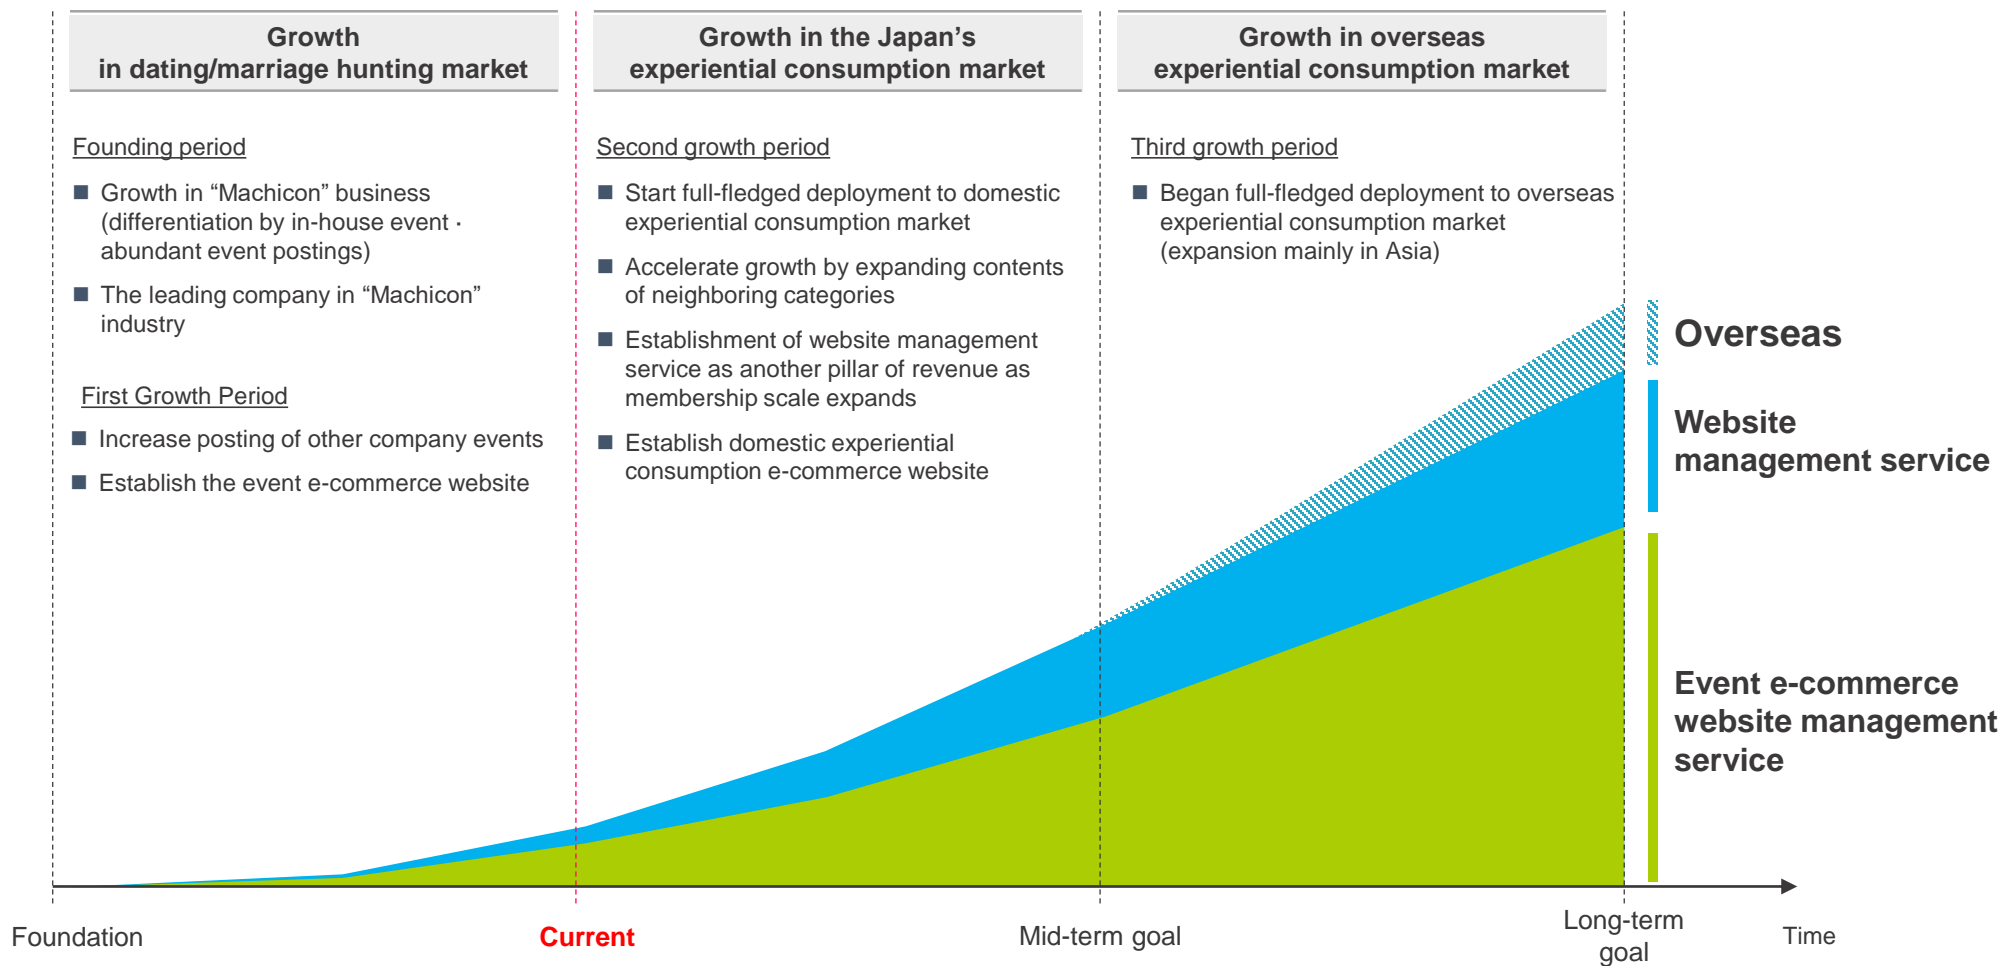 Growth
in dating/marriage hunting market
Founding period
■ Growth in “Machicon” business
(differentiation by in-house event ·
abundant event postings)
■ The leading company in “Machicon”
industry
First Growth Period
■ Increase posting of other company events
■ Establish the event e-commerce website
Growth in the Japan’s
experiential consumption market
Second growth period
■ Start full-fledged deployment to domestic
experiential consumption market
■ Accelerate growth by expanding contents
of neighboring categories
■ Establishment of website management
service as another pillar of revenue as
membership scale expands
■ Establish domestic experiential
consumption e-commerce website
Growth in overseas
experiential consumption market
Third growth period
■ Began full-fledged deployment to overseas
experiential consumption market
(expansion mainly in Asia)
Overseas
Website
management service
Event e-commerce
website management
service
Foundation
Current
Mid-term goal
Long-term
goal
Time